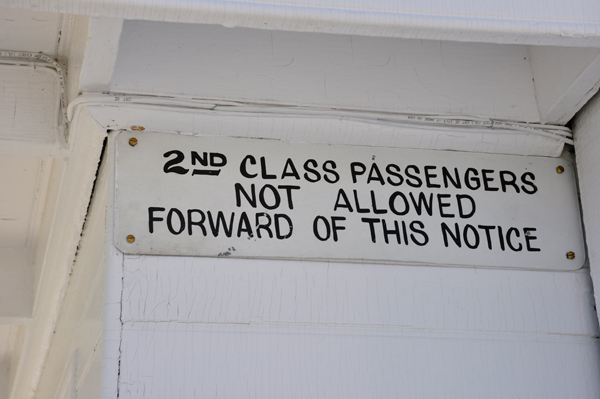 2ND CLASS PASSENGERS
NOT ALLOWED
FORWARD OF THIS NOTICE